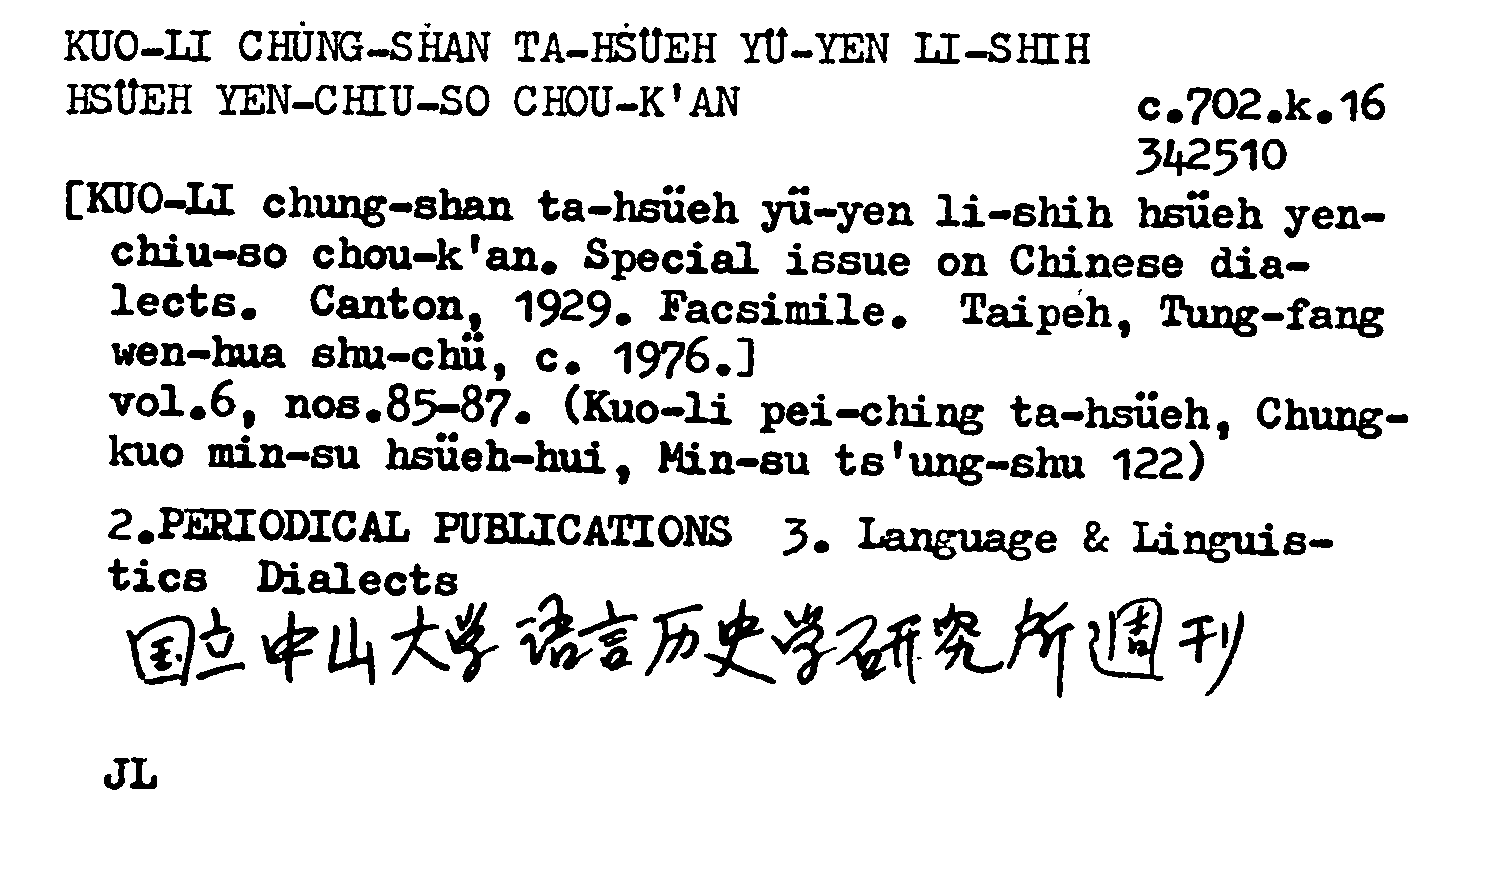 KUO-LI CHUNG-SHAN TA-HSÜEH YÜ-YEN LI-SHIH
HSÜEH YEN-CHIU-SO CHOU-K'AN
c.702.k.16
342510
[KUO-LI chung-shan ta-hsüeh yü-yen li-shih hsüeh yen-
chiu-so chou-k'an. Special issue on Chinese dia-
lects. Canton, 1929. Facsimile. Taipeh, Tung-fang
wen-hua shu-chü, c. 1976.]
vol.6, nos.85-87. (Kuo-li pei-ching ta-hsüeh, Chung-
kuo min-su hsüeh-hui, Min-su ts'ung-shu 122)
2.PERIODICAL PUBLICATIONS 3. Language & Linguis-
tics Dialects
国立中山大学语言历史学研究所週刊
JL